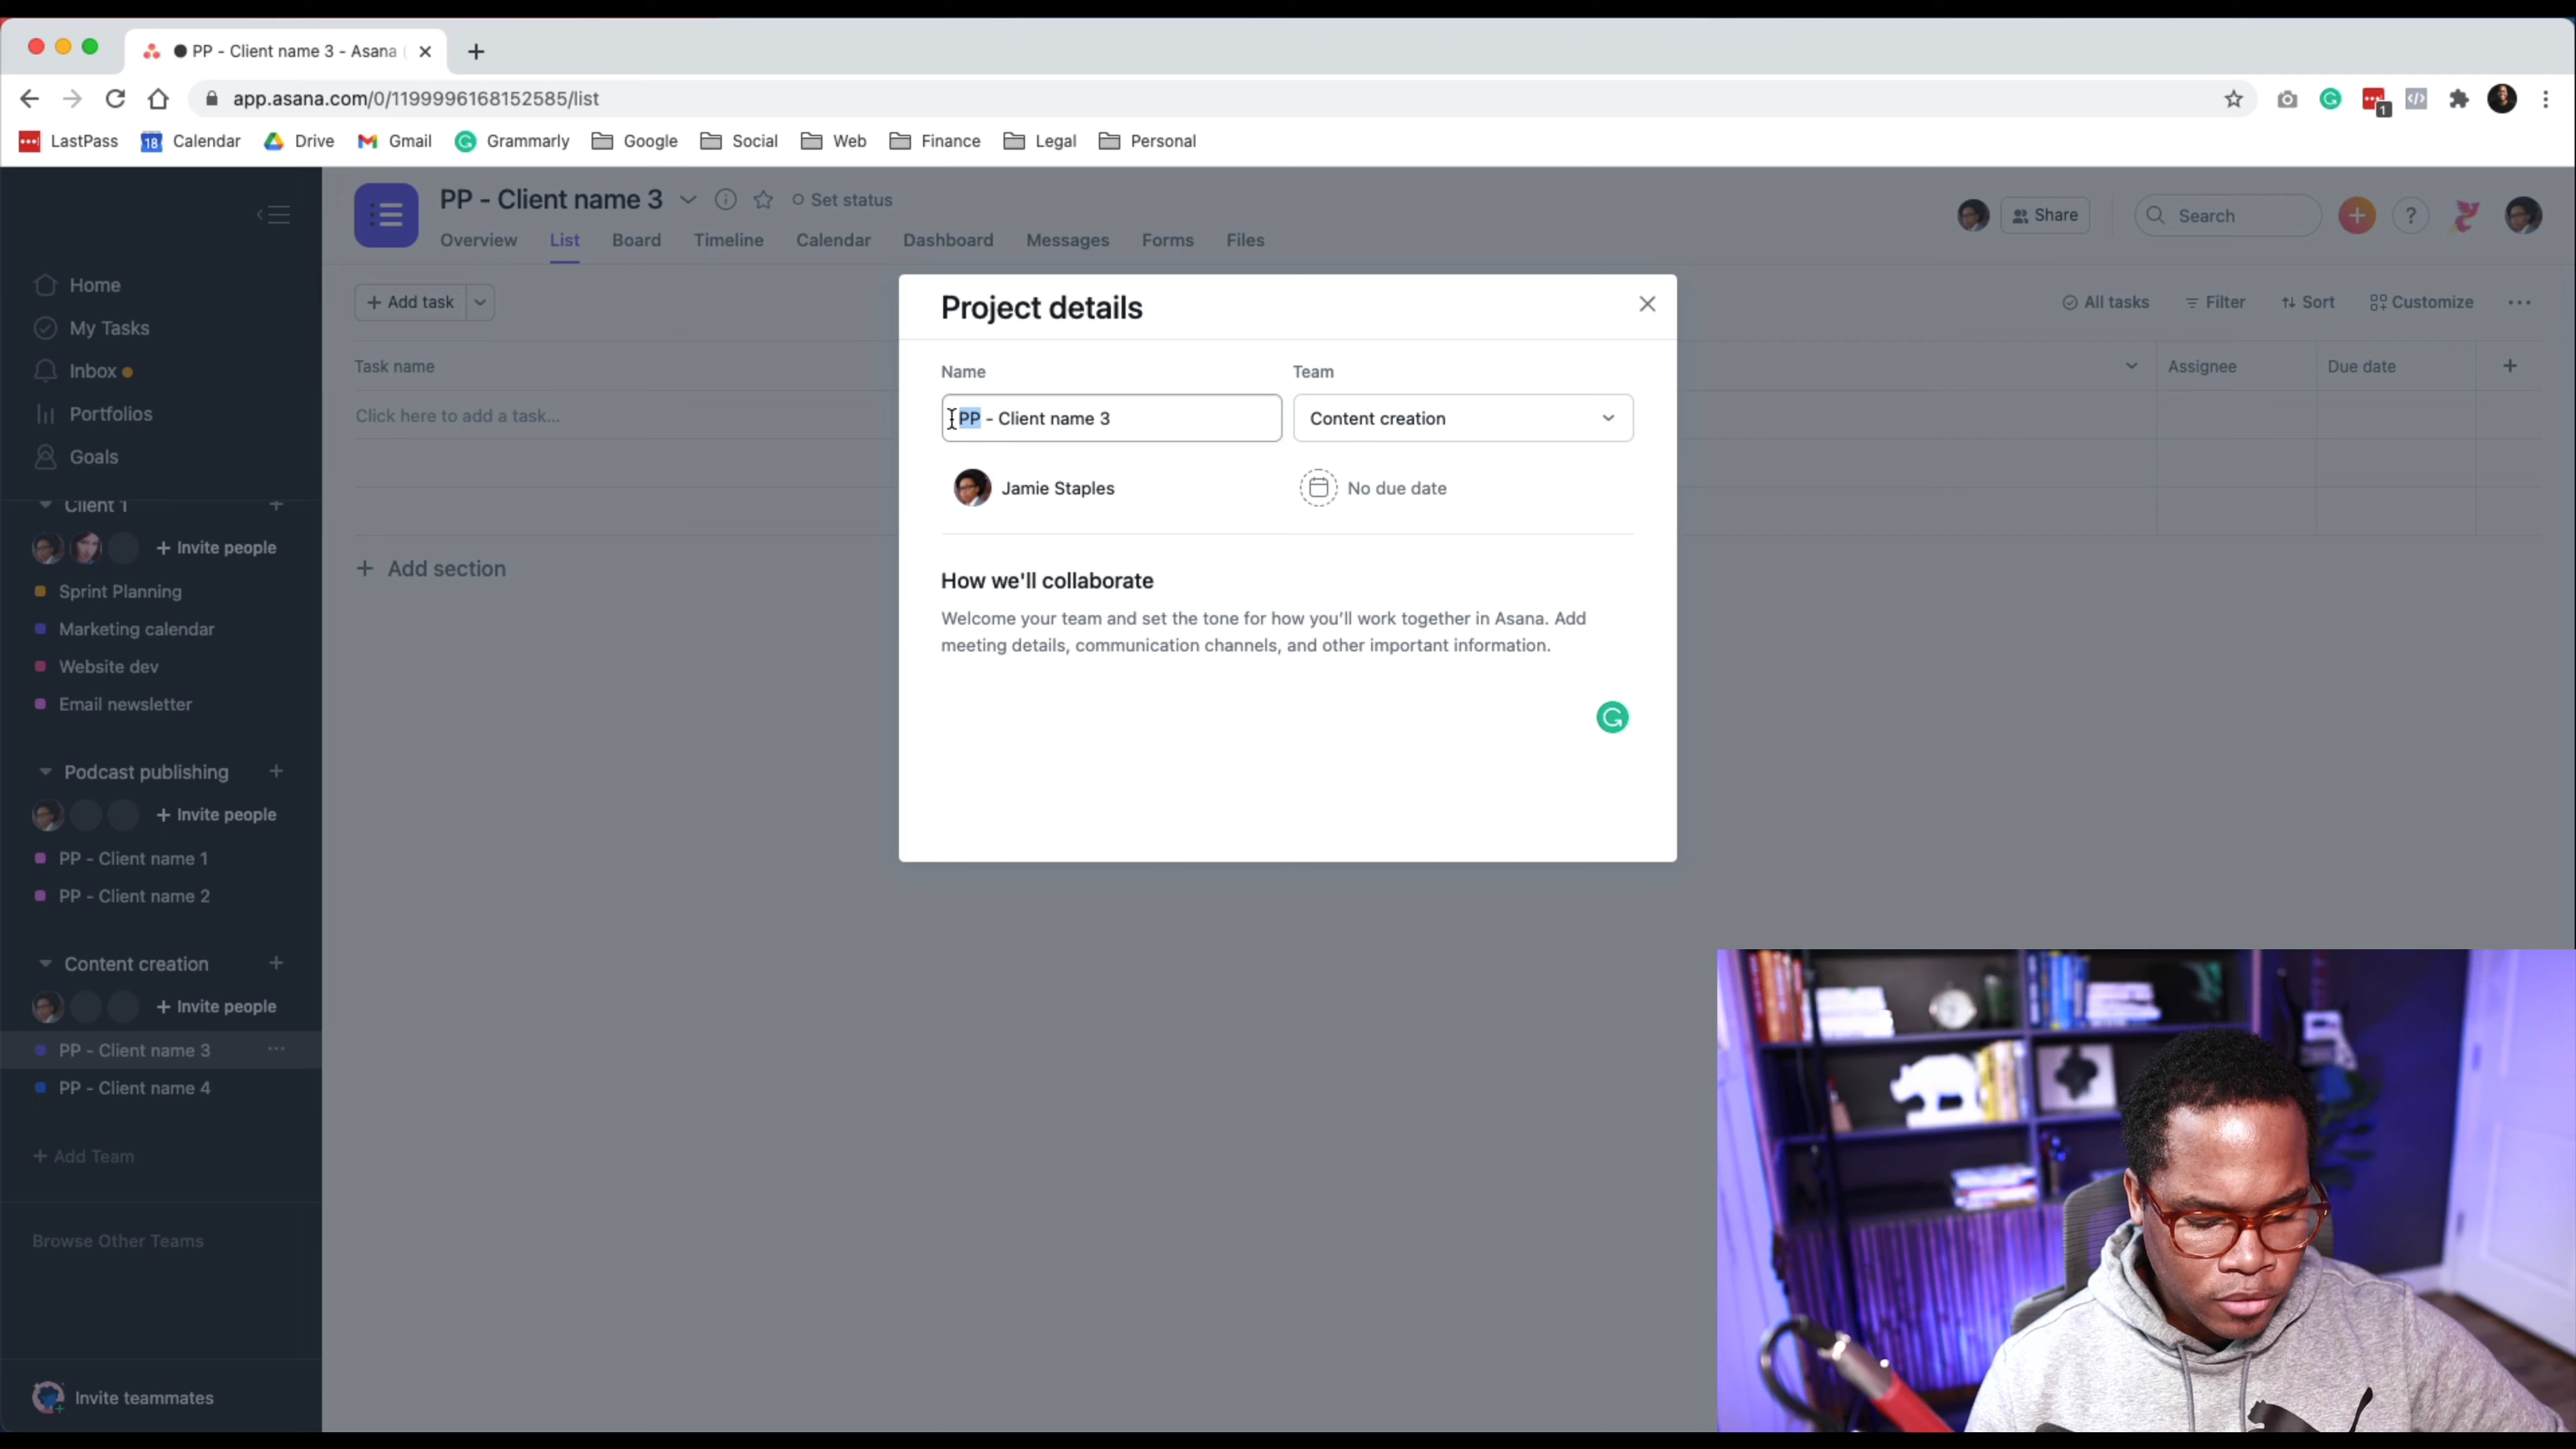 PP - Client name 3 - Asana
app.asana.com/0/1199996168152585/list
1
LastPass
18
Calendar
Drive
Gmail
Grammarly
Google
Social
Web
Finance
Legal
Personal
PP - Client name 3
Set status
Share
Search
?
Overview
List
Board
Timeline
Calendar
Dashboard
Messages
Forms
Files
Home
My Tasks
Inbox
Portfolios
Goals
Client 1
+ Invite people
Sprint Planning
Marketing calendar
Website dev
Email newsletter
Podcast publishing
+ Invite people
PP - Client name 1
PP - Client name 2
Content creation
+ Invite people
PP - Client name 3
PP - Client name 4
+ Add Team
Browse Other Teams
Invite teammates
+ Add task
All tasks
Filter
Sort
Customize
Task name
Assignee
Due date
Click here to add a task...
+ Add section
Project details
Name
Team
PP - Client name 3
Content creation
Jamie Staples
No due date
How we'll collaborate
Welcome your team and set the tone for how you’ll work together in Asana. Add
meeting details, communication channels, and other important information.